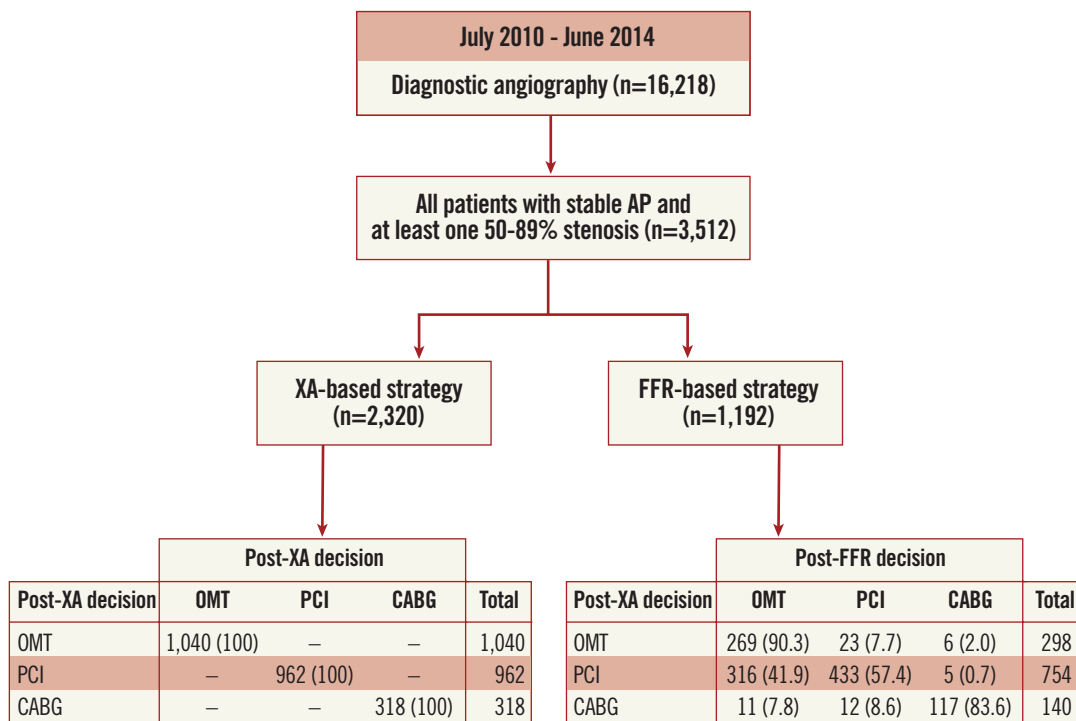 July 2010 - June 2014
Diagnostic angiography (n=16,218)
All patients with stable AP and
at least one 50-89% stenosis (n=3,512)
XA-based strategy
(n=2,320)
FFR-based strategy
(n=1,192)
Post-XA decision
Post-XA decision OMT PCI CABG Total
OMT 1,040 (100) – – 1,040
PCI – 962 (100) – 962
CABG – – 318 (100) 318
Post-FFR decision
Post-XA decision OMT PCI CABG Total
OMT 269 (90.3) 23 (7.7) 6 (2.0) 298
PCI 316 (41.9) 433 (57.4) 5 (0.7) 754
CABG 11 (7.8) 12 (8.6) 117 (83.6) 140